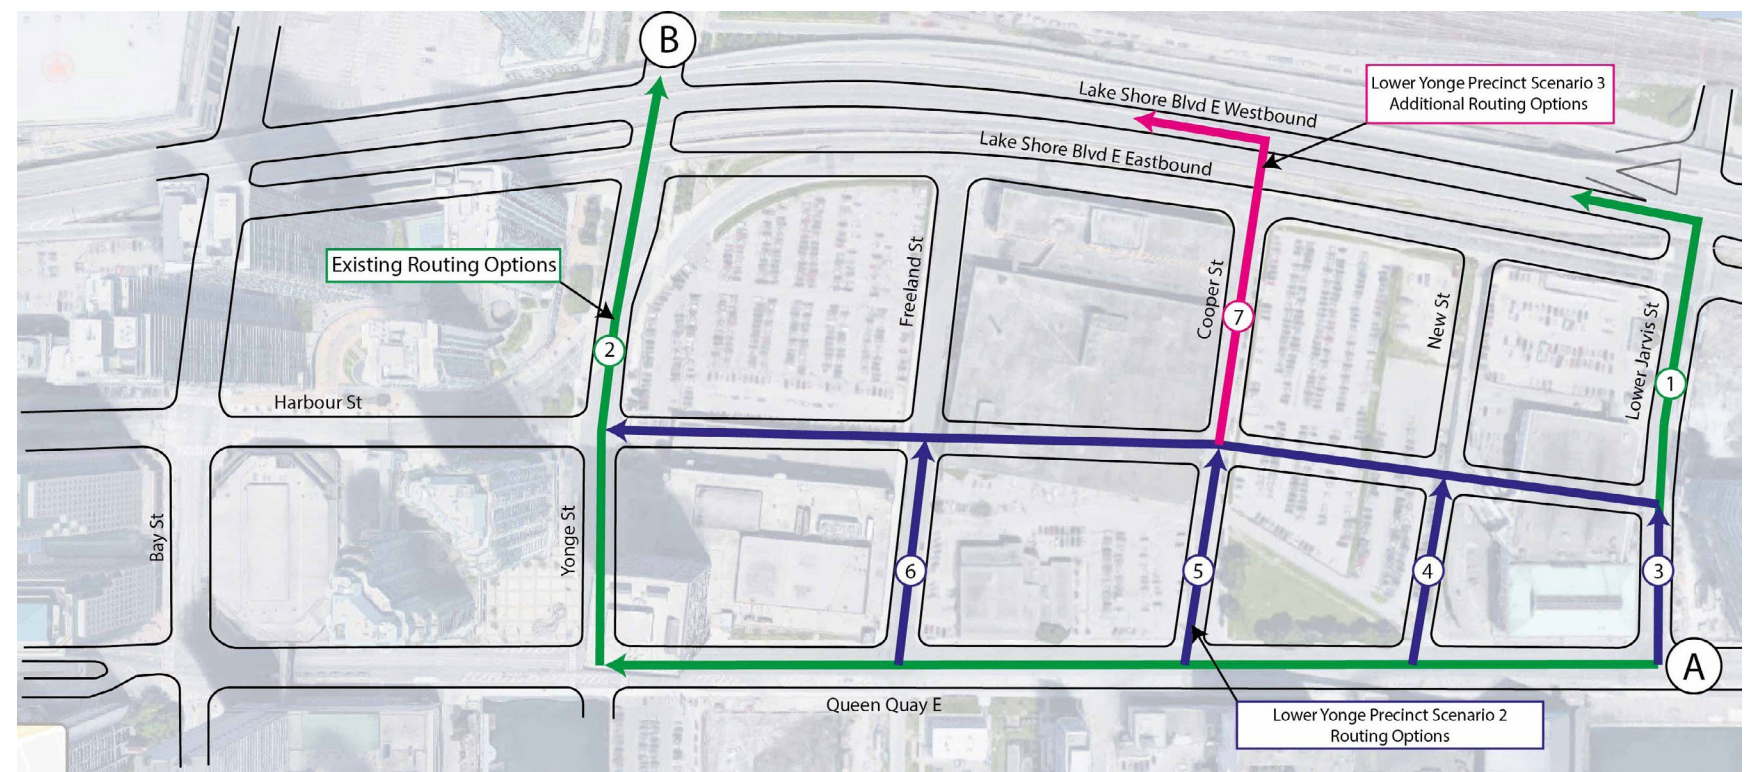 B
Lower Yonge Precinct Scenario 3
Additional Routing Options
Lake Shore Blvd E Westbound
Lake Shore Blvd E Eastbound
Existing Routing Options
Freeland St
Cooper St
7
New St
Lower Jarvis St
1
2
Harbour St
Bay St
Yonge St
6
5
4
3
A
Queen Quay E
Lower Yonge Precinct Scenario 2
Routing Options